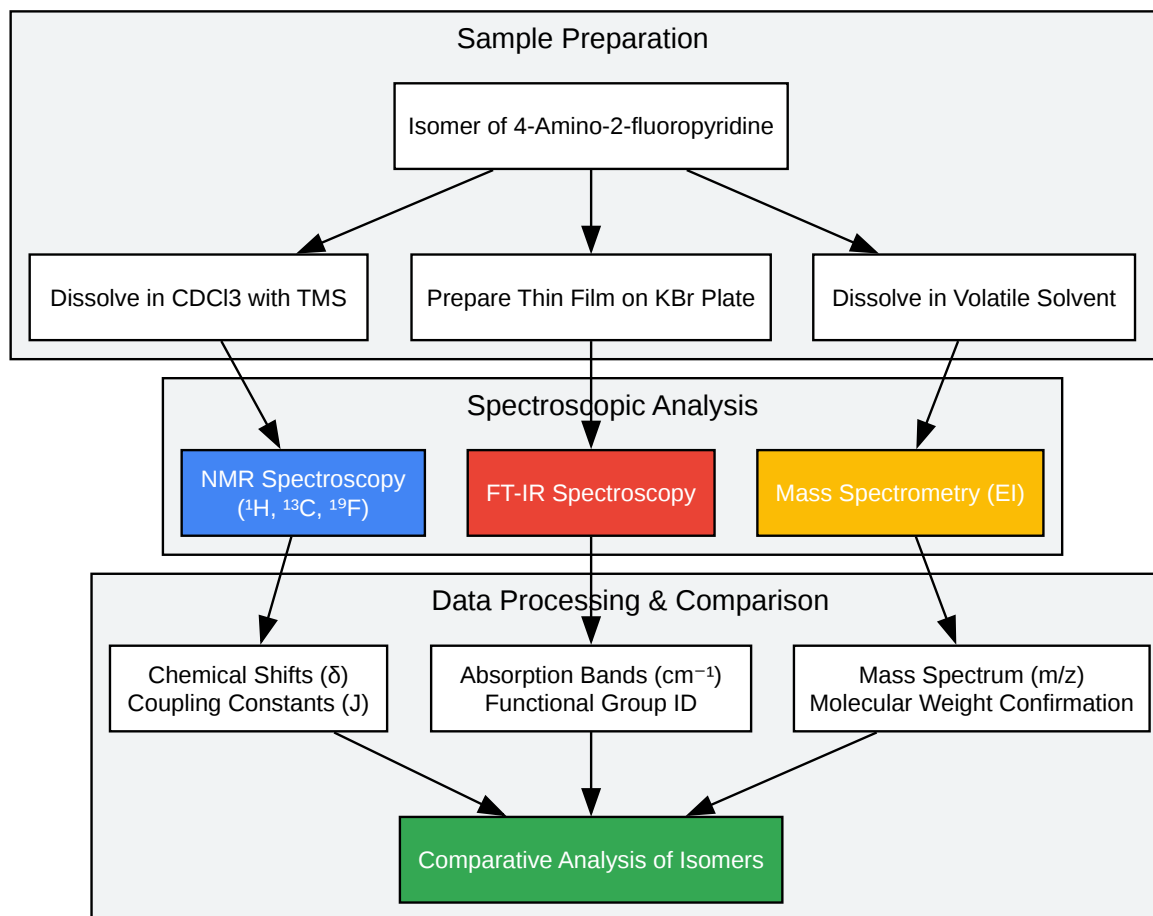 Sample Preparation
Isomer of 4-Amino-2-fluoropyridine
Dissolve in CDCl3 with TMS
Prepare Thin Film on KBr Plate
Dissolve in Volatile Solvent
Spectroscopic Analysis
NMR Spectroscopy
(¹H, ¹³C, ¹⁹F)
FT-IR Spectroscopy
Mass Spectrometry (EI)
Data Processing & Comparison
Chemical Shifts (δ)
Coupling Constants (J)
Absorption Bands (cm⁻¹)
Functional Group ID
Mass Spectrum (m/z)
Molecular Weight Confirmation
Comparative Analysis of Isomers